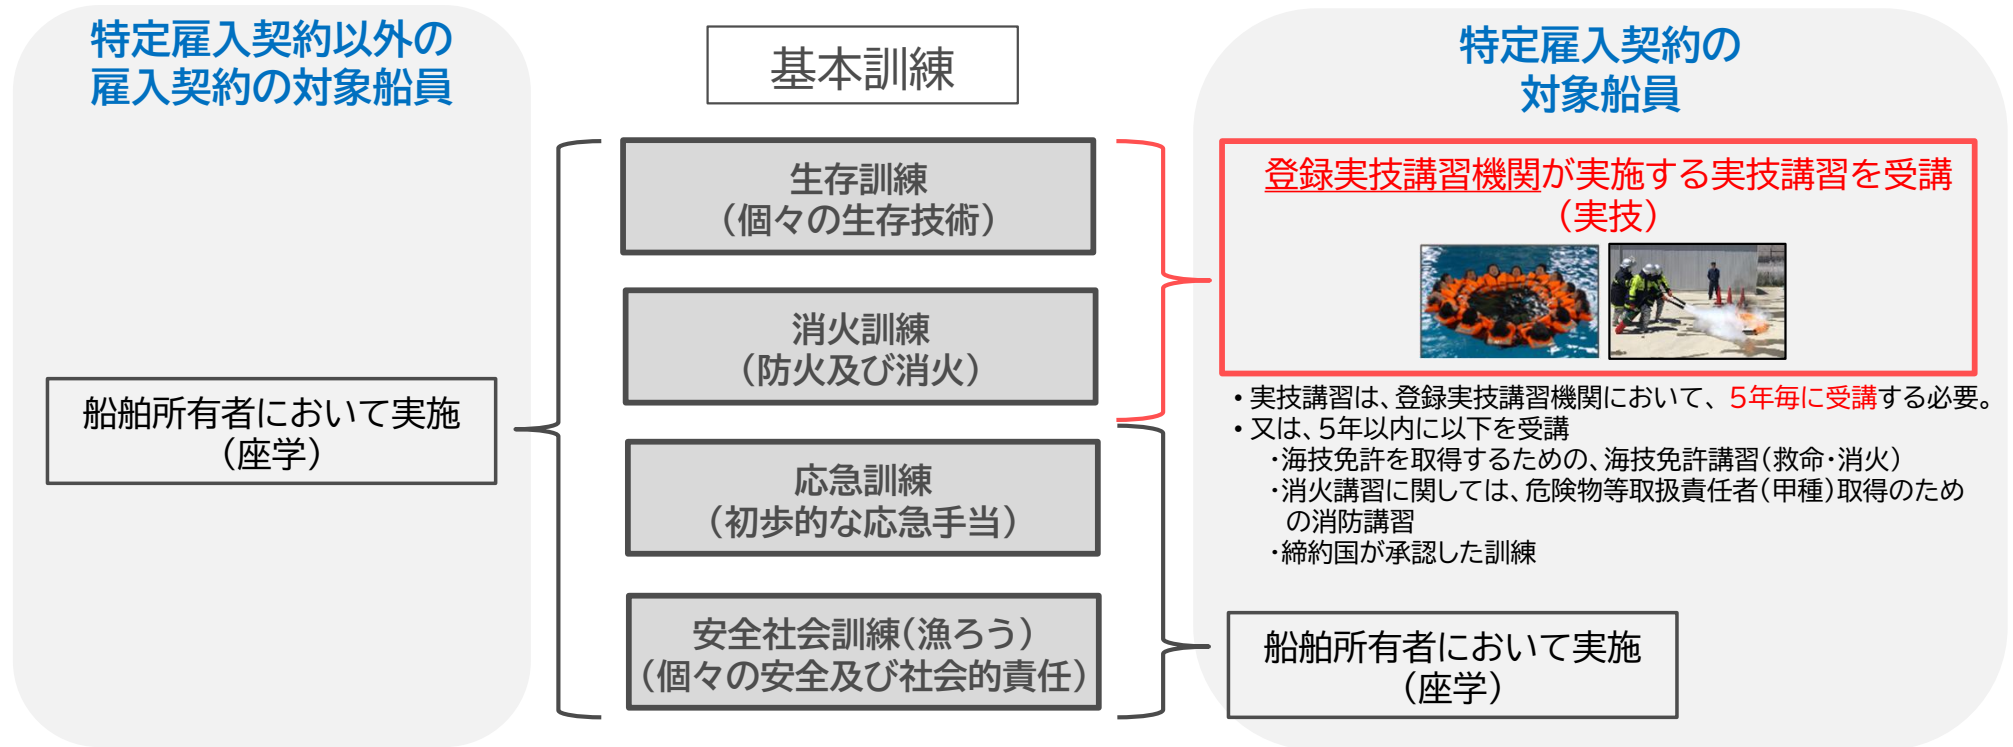 特定雇入契約以外の
雇入契約の対象船員
船舶所有者において実施
（座学）
基本訓練
生存訓練
（個々の生存技術）
消火訓練
（防火及び消火）
応急訓練
（初歩的な応急手当）
安全社会訓練（漁ろう）
（個々の安全及び社会的責任）
特定雇入契約の
対象船員
登録実技講習機関が実施する実技講習を受講
（実技）
• 実技講習は、登録実技講習機関において、5年毎に受講する必要。
• 又は、5年以内に以下を受講
・海技免許を取得するための、海技免許講習（救命・消火）
・消火講習に関しては、危険物等取扱責任者（甲種）取得のため
の消防講習
・締約国が承認した訓練
船舶所有者において実施
（座学）